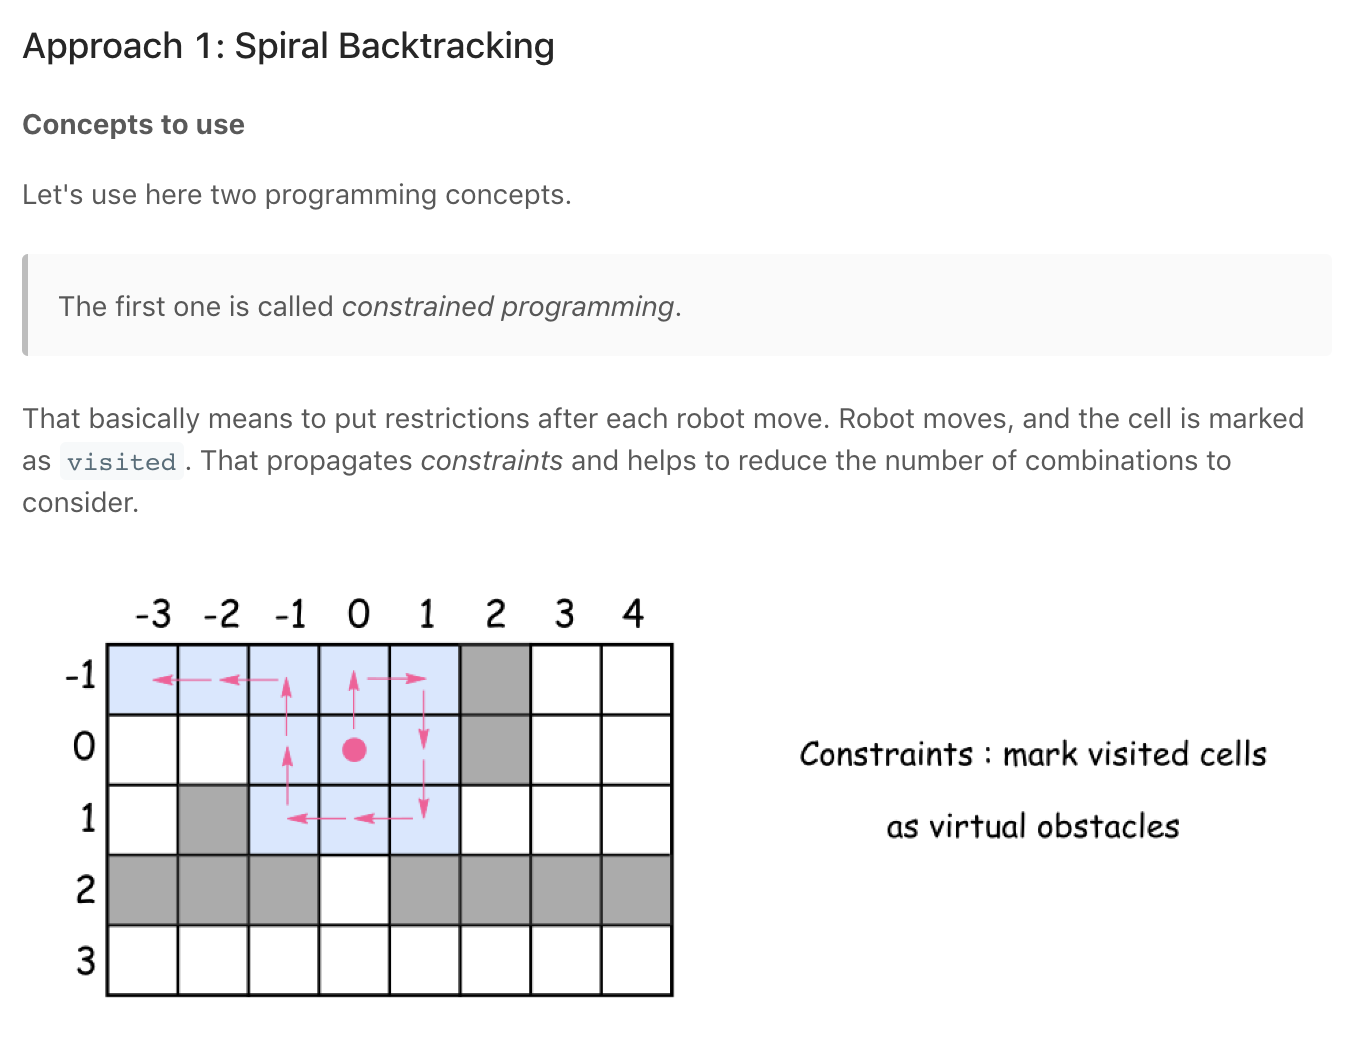 Approach 1: Spiral Backtracking
Concepts to use
Let's use here two programming concepts.
The first one is called constrained programming.
That basically means to put restrictions after each robot move. Robot moves, and the cell is marked
as visited. That propagates constraints and helps to reduce the number of combinations to
consider.
-3 -2 -1 0 1 2 3 4
-1
0
Constraints : mark visited cells
1
as virtual obstacles
2
3